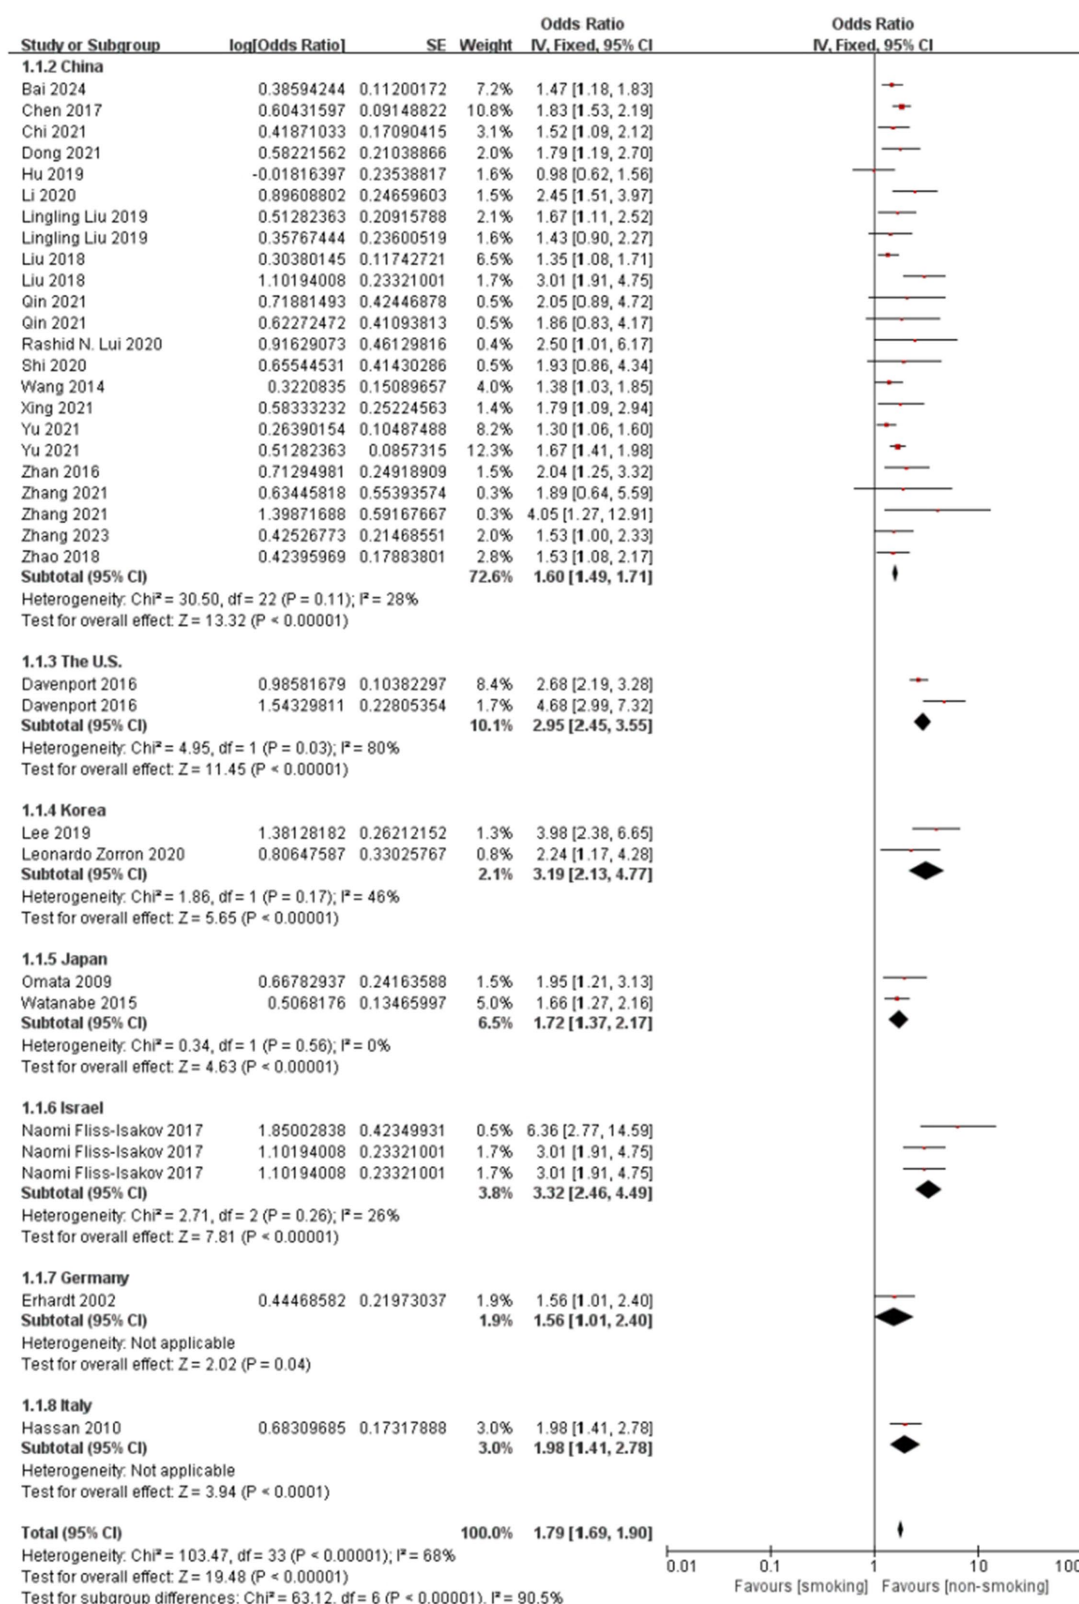 Odds Ratio Odds Ratio
Study or Subgroup log[Odds Ratio] SE Weight IV, Fixed, 95% CI IV, Fixed, 95% CI
1.1.2 China
Bai 2024 0.38594244 0.11200172 7.2% 1.47 [1.18, 1.83]
Chen 2017 0.60431597 0.09148822 10.8% 1.83 [1.53, 2.19]
Chi 2021 0.41871033 0.17090415 3.1% 1.52 [1.09, 2.12]
Dong 2021 0.58221562 0.21038866 2.0% 1.79 [1.19, 2.70]
Hu 2019 -0.01816397 0.23538817 1.6% 0.98 [0.62, 1.56]
Li 2020 0.89608802 0.24659603 1.5% 2.45 [1.51, 3.97]
Lingling Liu 2019 0.51282363 0.20915788 2.1% 1.67 [1.11, 2.52]
Lingling Liu 2019 0.35767444 0.23600519 1.6% 1.43 [0.90, 2.27]
Liu 2018 0.30380145 0.11742721 6.5% 1.35 [1.08, 1.71]
Liu 2018 1.10194008 0.23321001 1.7% 3.01 [1.91, 4.75]
Qin 2021 0.71881493 0.42446878 0.5% 2.05 [0.89, 4.72]
Qin 2021 0.62272472 0.41093813 0.5% 1.86 [0.83, 4.17]
Rashid N. Lui 2020 0.91629073 0.46129816 0.4% 2.50 [1.01, 6.17]
Shi 2020 0.65544531 0.41430286 0.5% 1.93 [0.86, 4.34]
Wang 2014 0.3220835 0.15089657 4.0% 1.38 [1.03, 1.85]
Xing 2021 0.58333232 0.25224563 1.4% 1.79 [1.09, 2.94]
Yu 2021 0.26390154 0.10487488 8.2% 1.30 [1.06, 1.60]
Yu 2021 0.51282363 0.0857315 12.3% 1.67 [1.41, 1.98]
Zhan 2016 0.71294981 0.24918909 1.5% 2.04 [1.25, 3.32]
Zhang 2021 0.63445818 0.55393574 0.3% 1.89 [0.64, 5.59]
Zhang 2021 1.39871688 0.59167667 0.3% 4.05 [1.27, 12.91]
Zhang 2023 0.42526773 0.21468551 2.0% 1.53 [1.00, 2.33]
Zhao 2018 0.42395969 0.17883801 2.8% 1.53 [1.08, 2.17]
Subtotal (95% CI) 72.6% 1.60 [1.49, 1.71]
Heterogeneity: Chi² = 30.50, df = 22 (P = 0.11); I² = 28%
Test for overall effect: Z = 13.32 (P < 0.00001)
1.1.3 The U.S.
Davenport 2016 0.98581679 0.10382297 8.4% 2.68 [2.19, 3.28]
Davenport 2016 1.54329811 0.22805354 1.7% 4.68 [2.99, 7.32]
Subtotal (95% CI) 10.1% 2.95 [2.45, 3.55]
Heterogeneity: Chi² = 4.95, df = 1 (P = 0.03); I² = 80%
Test for overall effect: Z = 11.45 (P < 0.00001)
1.1.4 Korea
Lee 2019 1.38128182 0.26212152 1.3% 3.98 [2.38, 6.65]
Leonardo Zorron 2020 0.80647587 0.33025767 0.8% 2.24 [1.17, 4.28]
Subtotal (95% CI) 2.1% 3.19 [2.13, 4.77]
Heterogeneity: Chi² = 1.86, df = 1 (P = 0.17); I² = 46%
Test for overall effect: Z = 5.65 (P < 0.00001)
1.1.5 Japan
Omata 2009 0.66782937 0.24163588 1.5% 1.95 [1.21, 3.13]
Watanabe 2015 0.5068176 0.13465997 5.0% 1.66 [1.27, 2.16]
Subtotal (95% CI) 6.5% 1.72 [1.37, 2.17]
Heterogeneity: Chi² = 0.34, df = 1 (P = 0.56); I² = 0%
Test for overall effect: Z = 4.63 (P < 0.00001)
1.1.6 Israel
Naomi Fliss-Isakov 2017 1.85002838 0.42349931 0.5% 6.36 [2.77, 14.59]
Naomi Fliss-Isakov 2017 1.10194008 0.23321001 1.7% 3.01 [1.91, 4.75]
Naomi Fliss-Isakov 2017 1.10194008 0.23321001 1.7% 3.01 [1.91, 4.75]
Subtotal (95% CI) 3.8% 3.32 [2.46, 4.49]
Heterogeneity: Chi² = 2.71, df = 2 (P = 0.26); I² = 26%
Test for overall effect: Z = 7.81 (P < 0.00001)
1.1.7 Germany
Erhardt 2002 0.44468582 0.21973037 1.9% 1.56 [1.01, 2.40]
Subtotal (95% CI) 1.9% 1.56 [1.01, 2.40]
Heterogeneity: Not applicable
Test for overall effect: Z = 2.02 (P = 0.04)
1.1.8 Italy
Hassan 2010 0.68309685 0.17317888 3.0% 1.98 [1.41, 2.78]
Subtotal (95% CI) 3.0% 1.98 [1.41, 2.78]
Heterogeneity: Not applicable
Test for overall effect: Z = 3.94 (P < 0.0001)
Total (95% CI) 100.0% 1.79 [1.69, 1.90]
Heterogeneity: Chi² = 103.47, df = 33 (P < 0.00001); I² = 68%
0.01 0.1 1 10 100
Test for overall effect: Z = 19.48 (P < 0.00001)
Favours [smoking] Favours [non-smoking]
Test for subgroup differences: Chi² = 63.12, df = 6 (P < 0.00001), I² = 90.5%